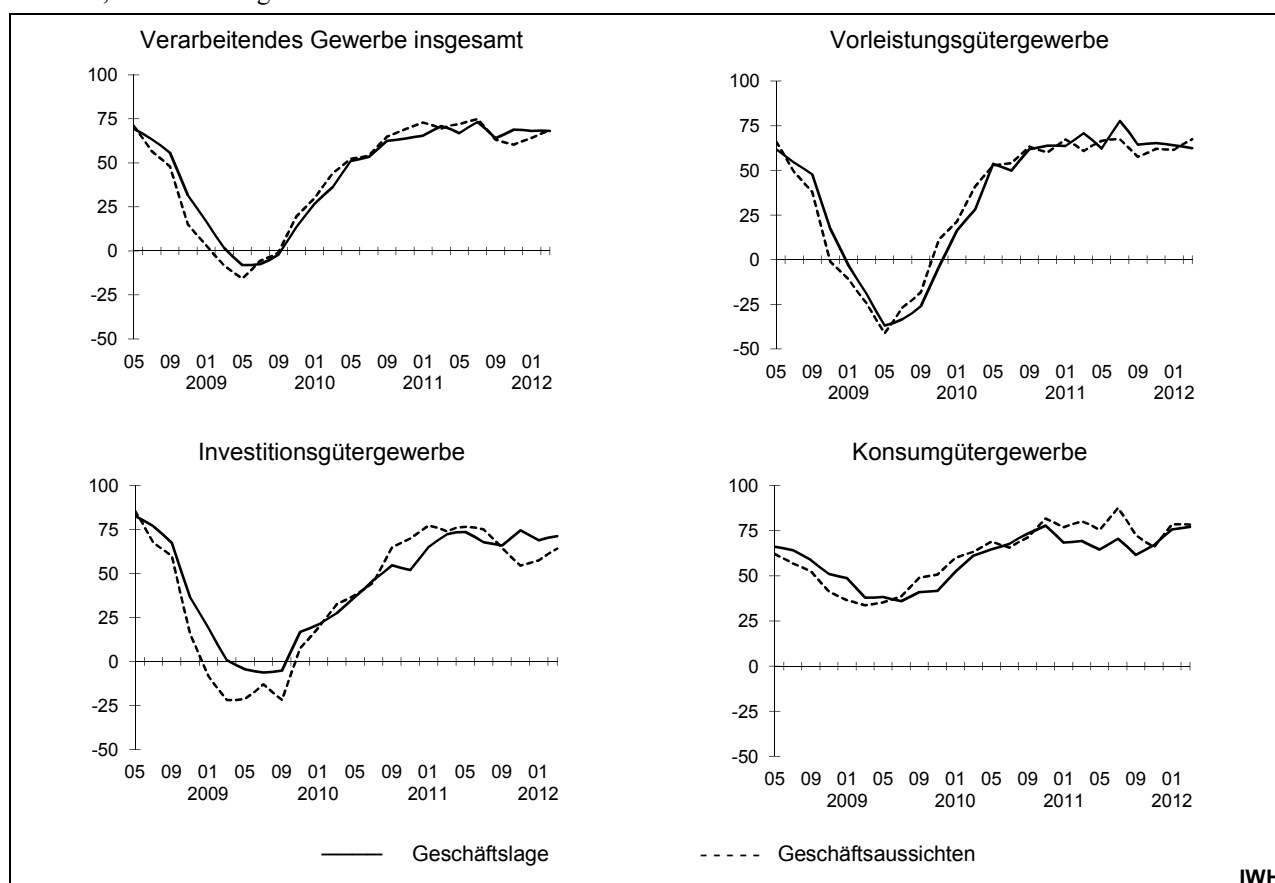 Verarbeitendes Gewerbe insgesamt
100
75
50
25
0
-25
-50
05 09 01 05 09 01 05 09 01 05 09 01
2009 2010 2011 2012
Vorleistungsgütergewerbe
100
75
50
25
0
-25
-50
05 09 01 05 09 01 05 09 01 05 09 01
2009 2010 2011 2012
Investitionsgütergewerbe
100
75
50
25
0
-25
-50
05 09 01 05 09 01 05 09 01 05 09 01
2009 2010 2011 2012
Konsumgütergewerbe
100
75
50
25
0
-25
-50
05 09 01 05 09 01 05 09 01 05 09 01
2009 2010 2011 2012
Geschäftslage Geschäftsaussichten
IWH